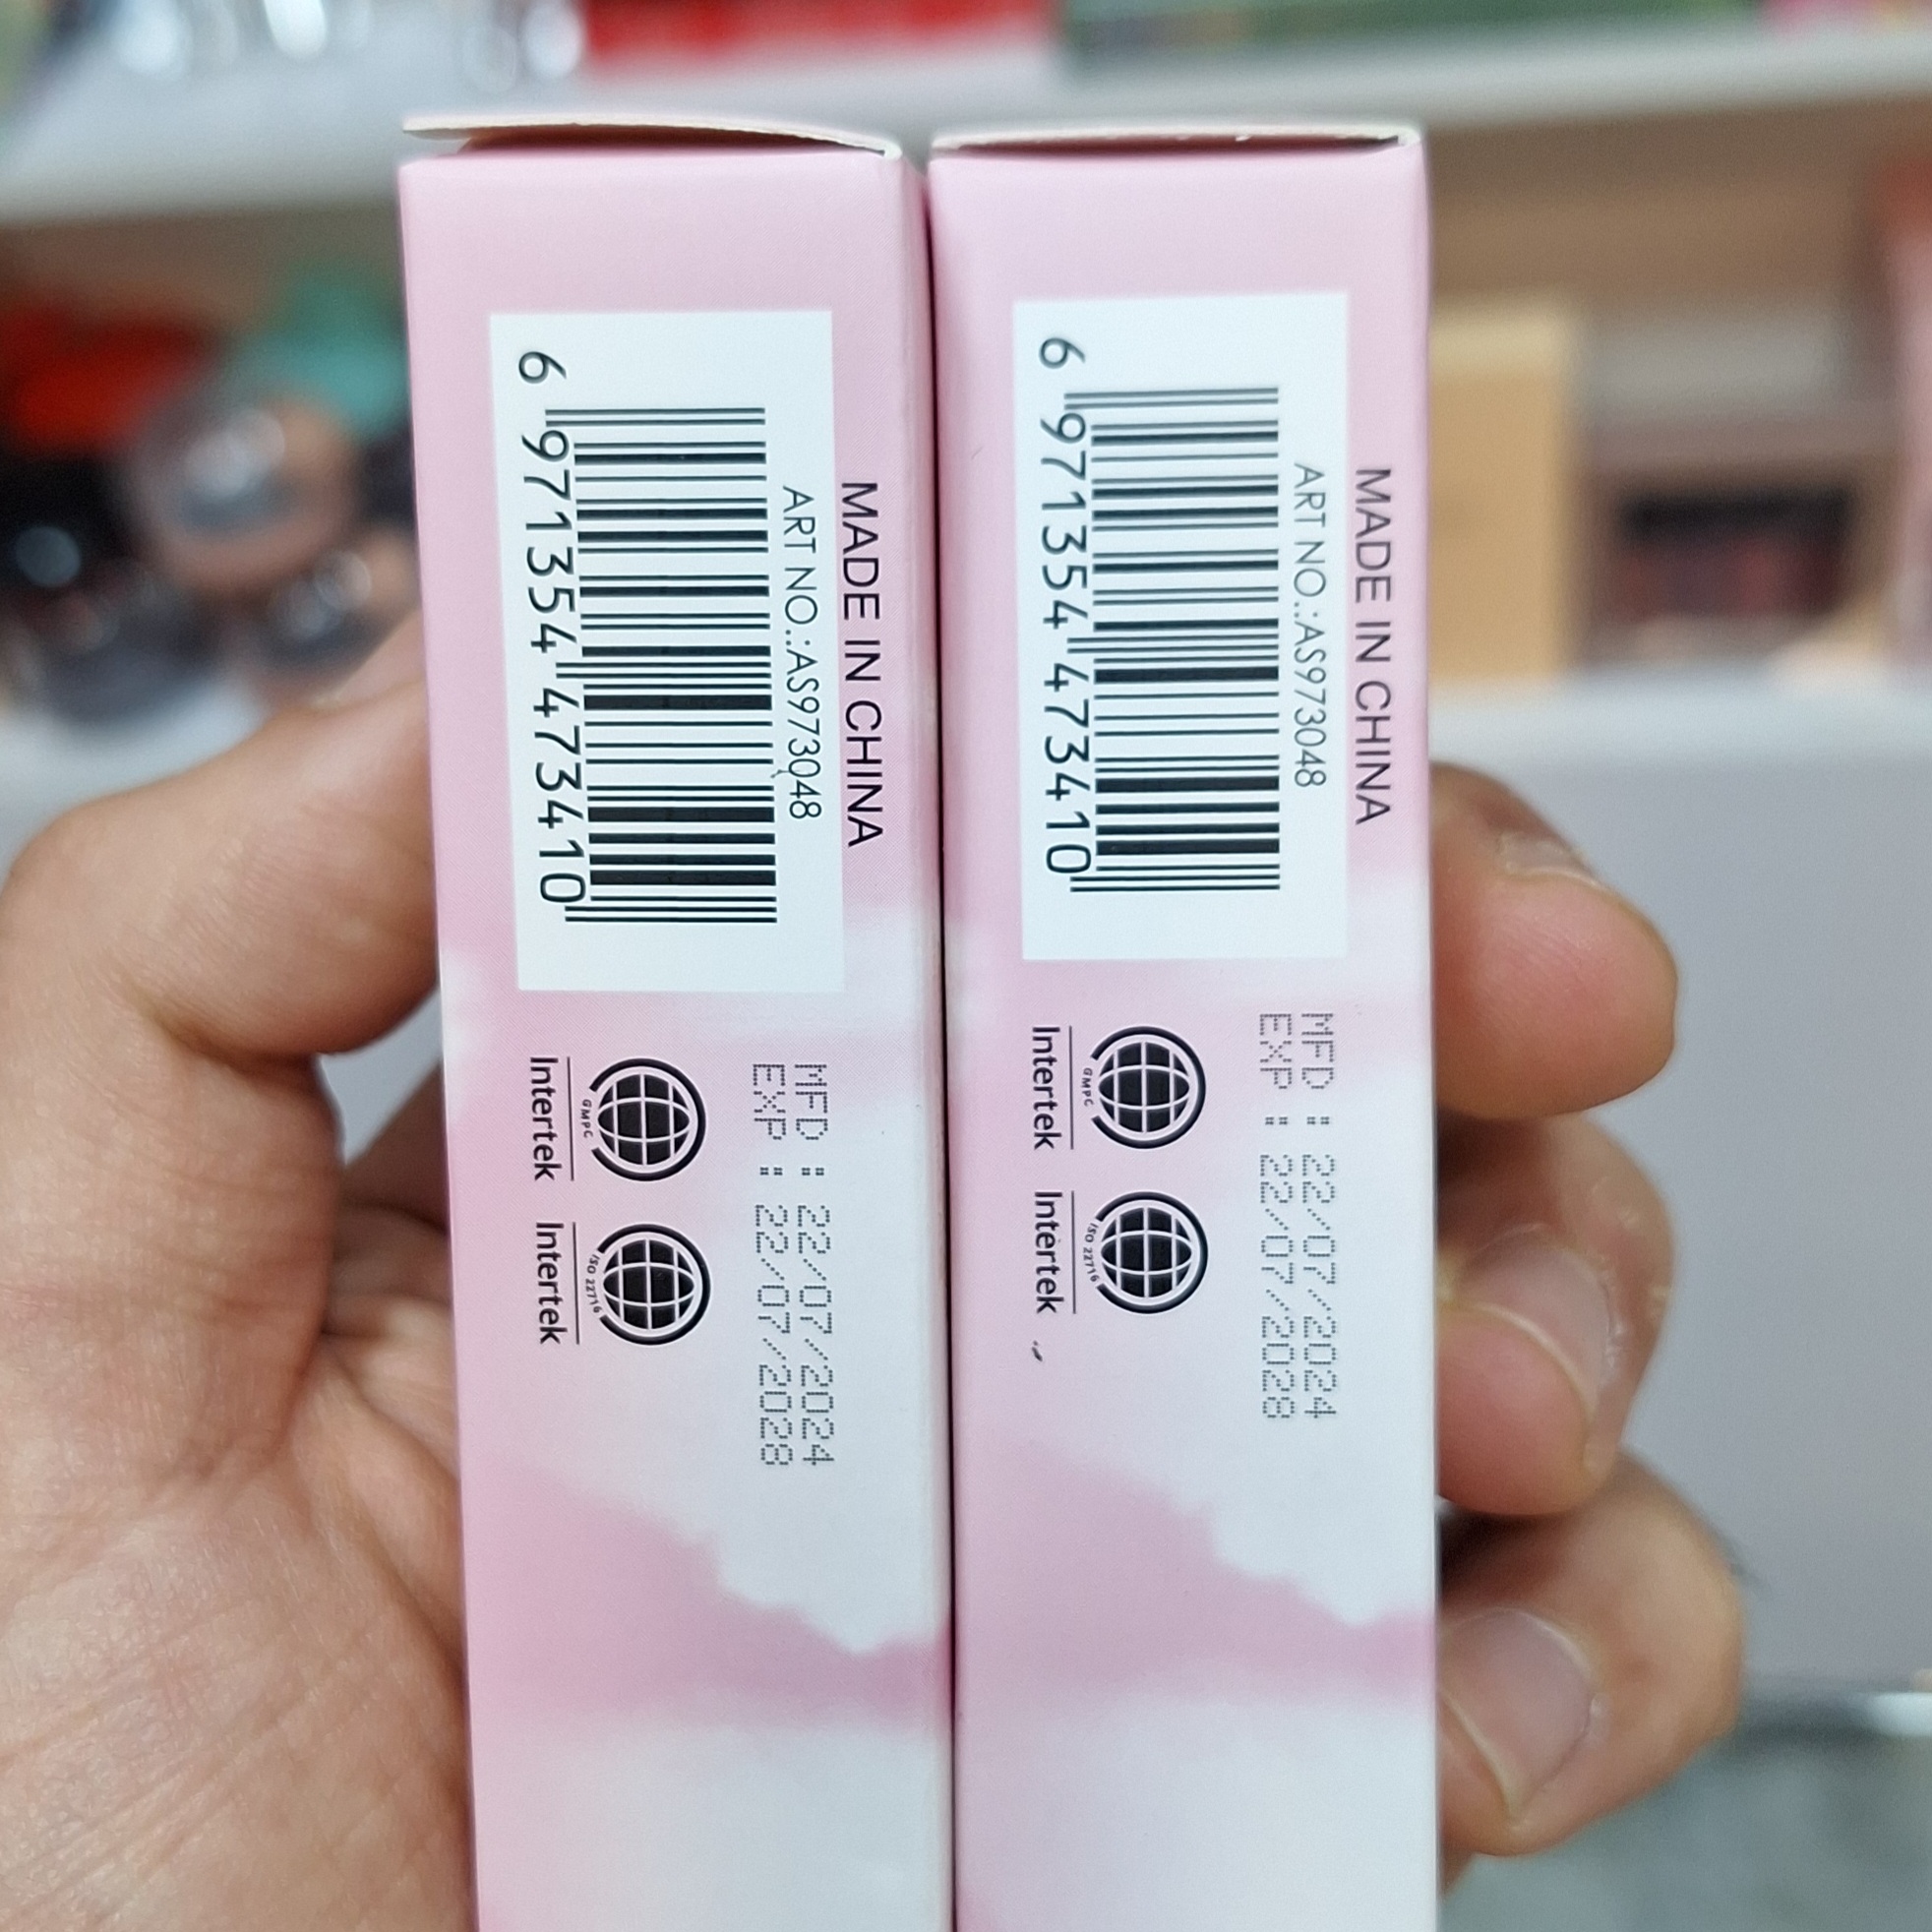 MADE IN CHINA
ART NO.:AS973048
6 971354 473410
MFD : 22/07/2024
EXP : 22/07/2028
GMPC
Intertek
ISO 22716
Intertek
MADE IN CHINA
ART NO.:AS973048
6 971354 473410
MFD : 22/07/2024
EXP : 22/07/2028
GMPC
Intertek
ISO 22716
Intertek